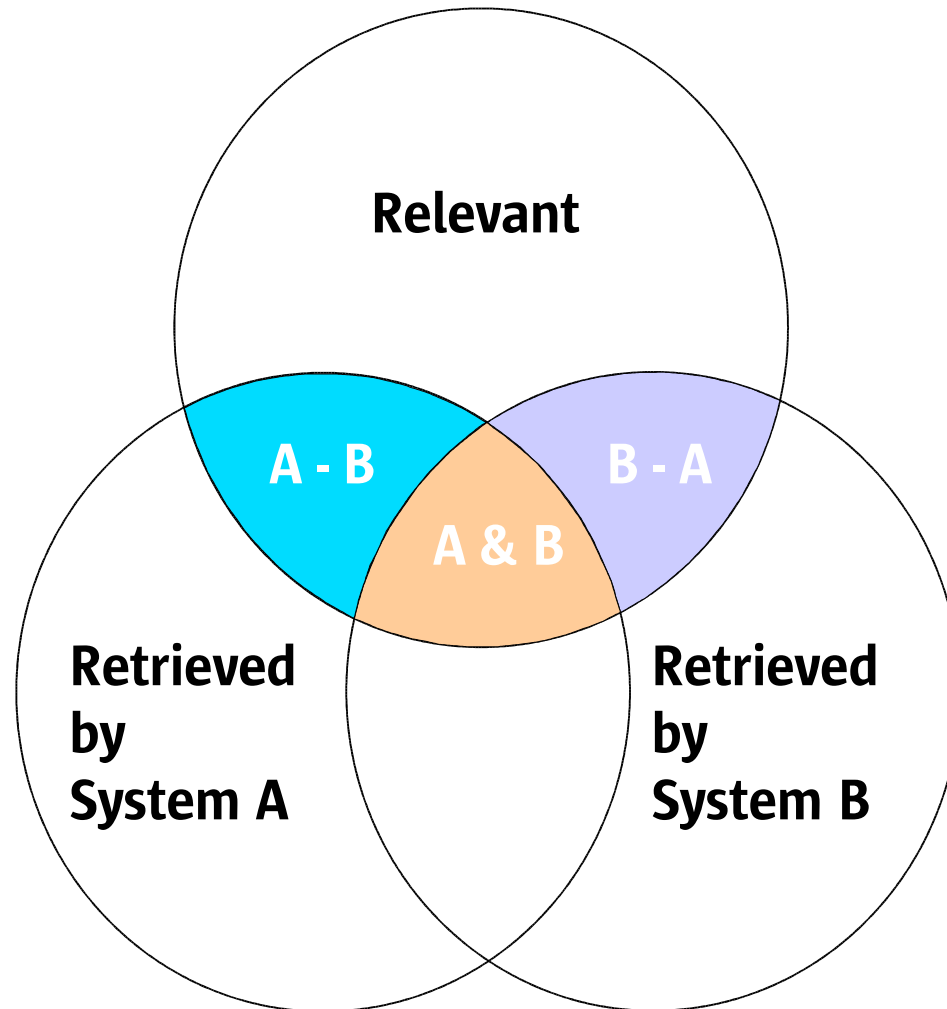 Relevant
A - B
B - A
A & B
Retrieved
by
System A
Retrieved
by
System B